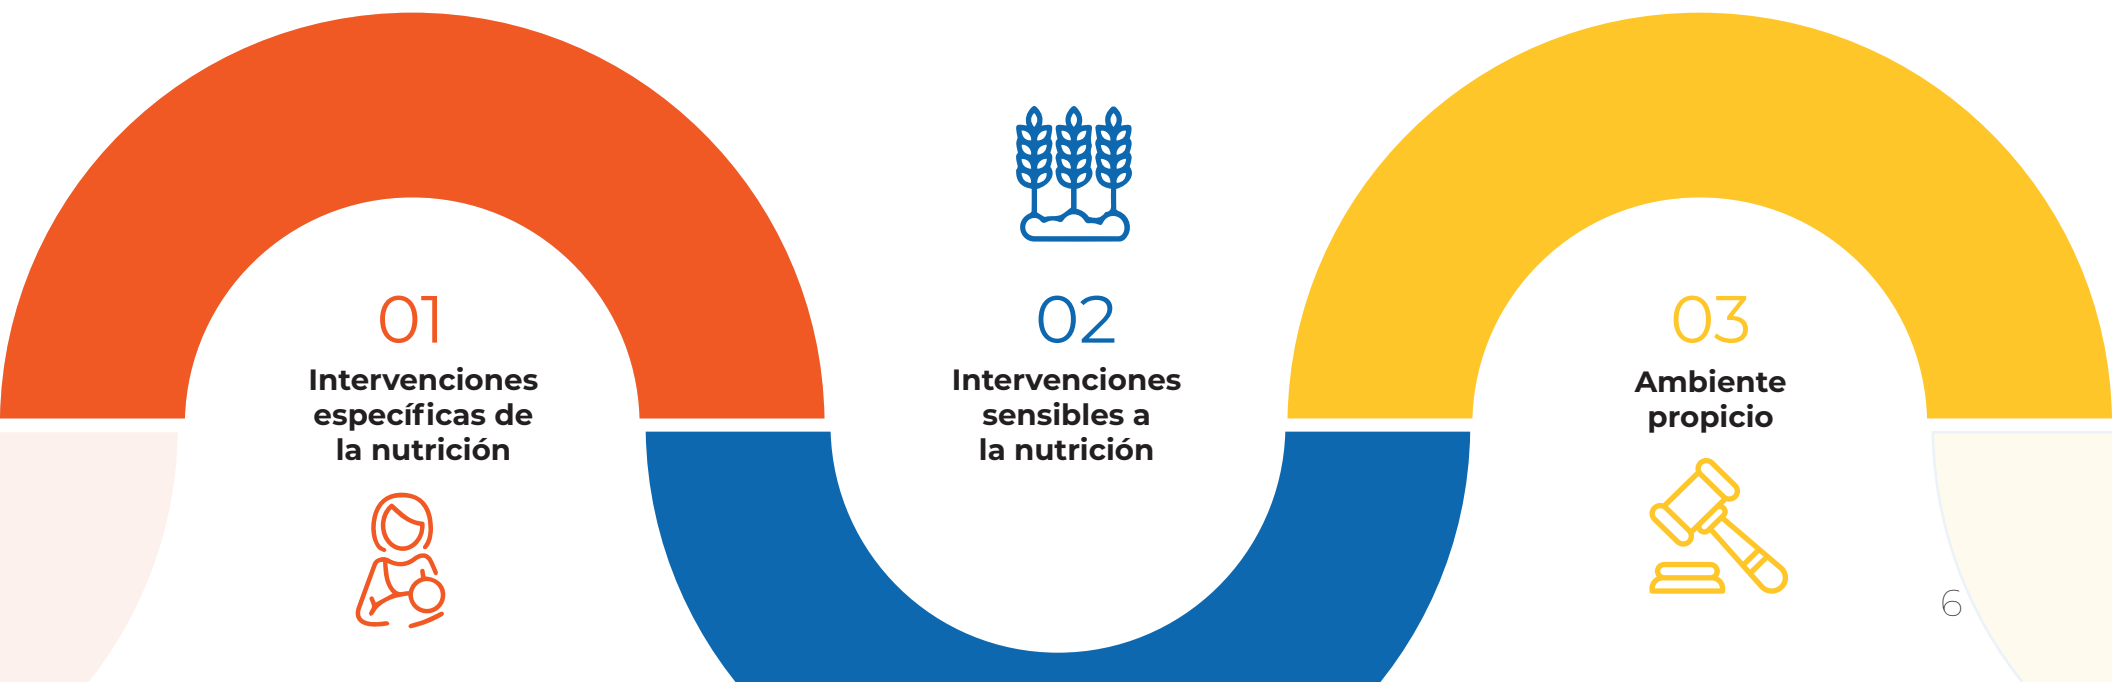 01
Intervenciones
específicas de
la nutrición
02
Intervenciones
sensibles a
la nutrición
03
Ambiente
propicio
6